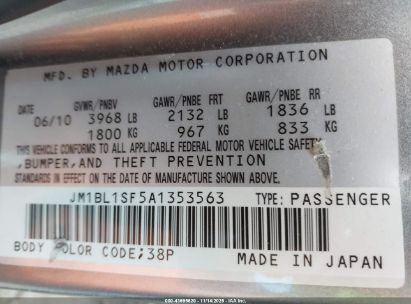 MFD. BY MAZDA MOTOR CORPORATION
DATE GVWR/PNBV GAWR/PNBE FRT GAWR/PNBE RR
06/10 3968 LB 2132 LB 1836 LB
1800 KG 967 KG 833 KG
THIS VEHICLE CONFORMS TO ALL APPLICABLE FEDERAL MOTOR VEHICLE SAFETY
,BUMPER,AND THEFT PREVENTION
STANDARDS IN EFFECT ON THE DATE OF MANUFACTURE SHOWN ABOVE.
JM1BL1SF5A1353563 TYPE: PASSENGER
BODY COLOR CODE;38P MADE IN JAPAN